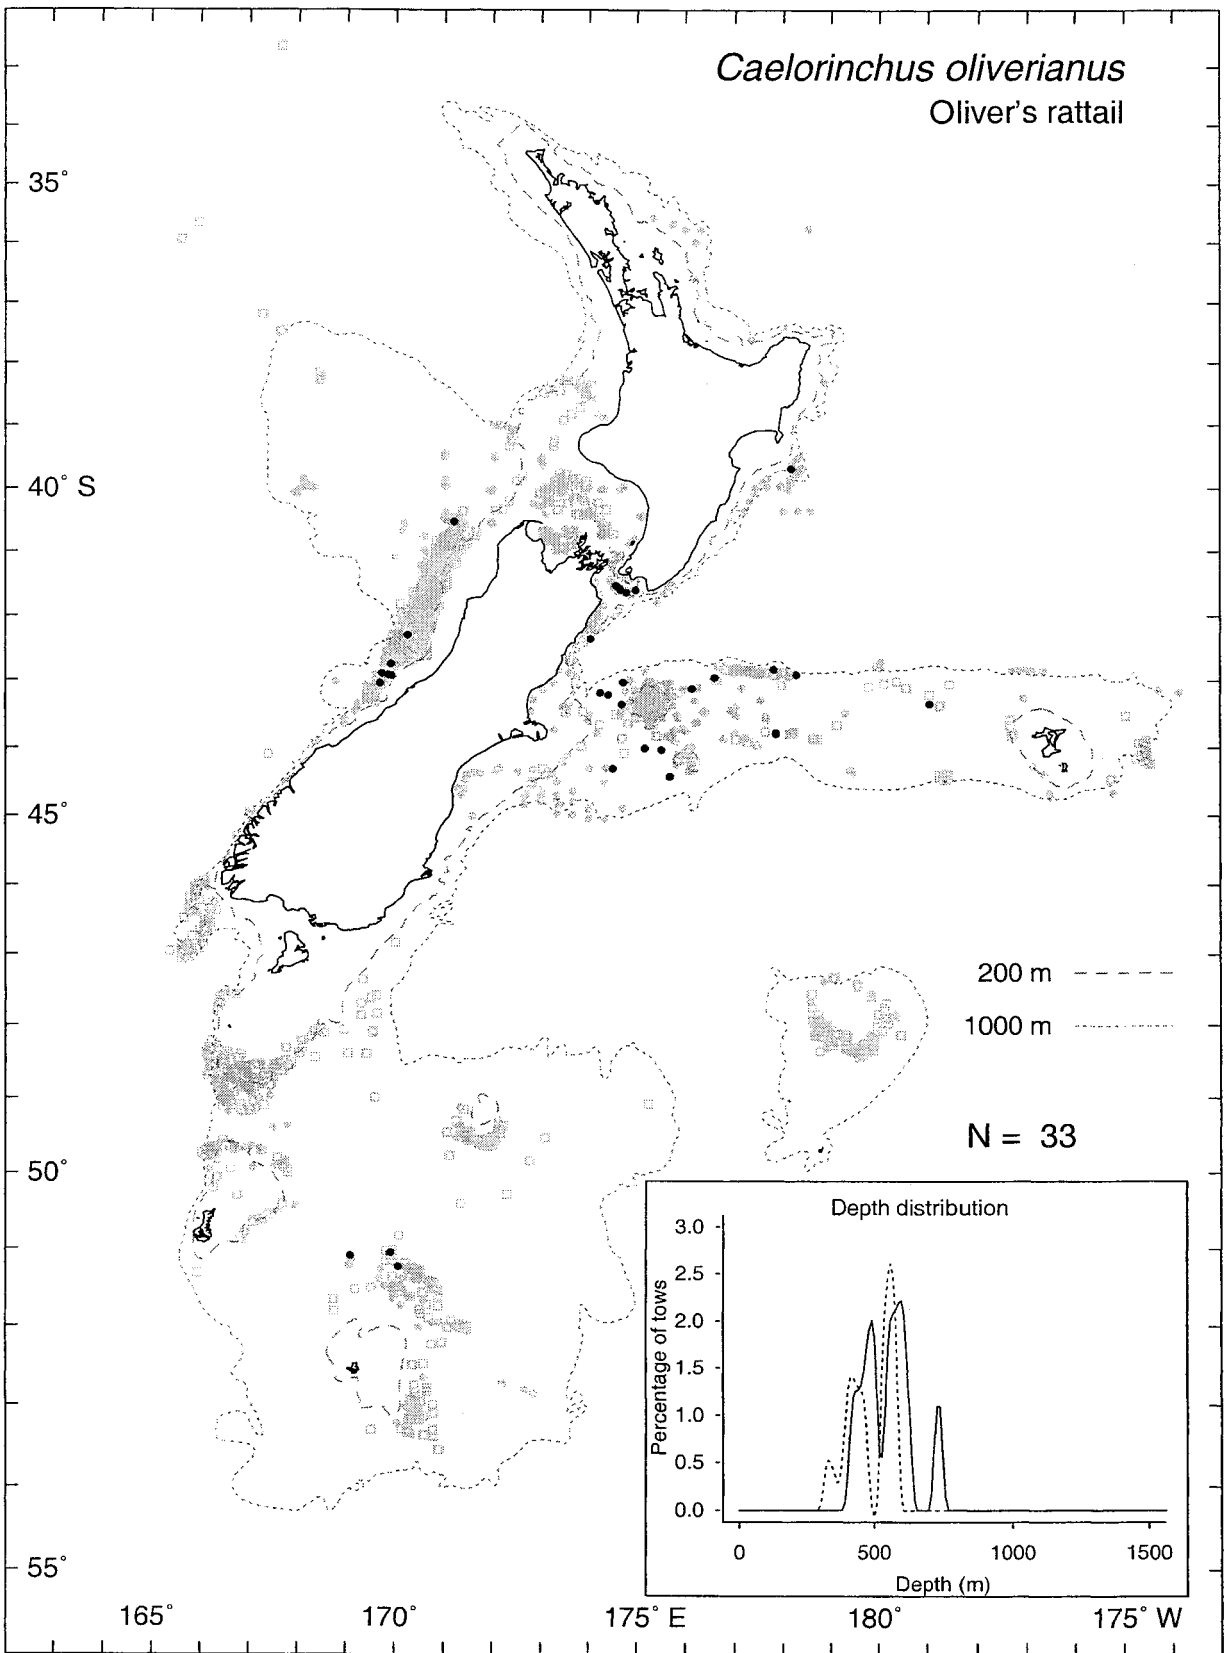 Caelorinchus oliverianus
Oliver's rattail
35°
40° S
45°
200 m
1000 m
N = 33
50°
Depth distribution
3.0
2.5
2.0
1.5
1.0
0.5
0.0
Percentage of tows
0 500 1000 1500
Depth (m)
55°
165° 170° 175° E 180° 175° W